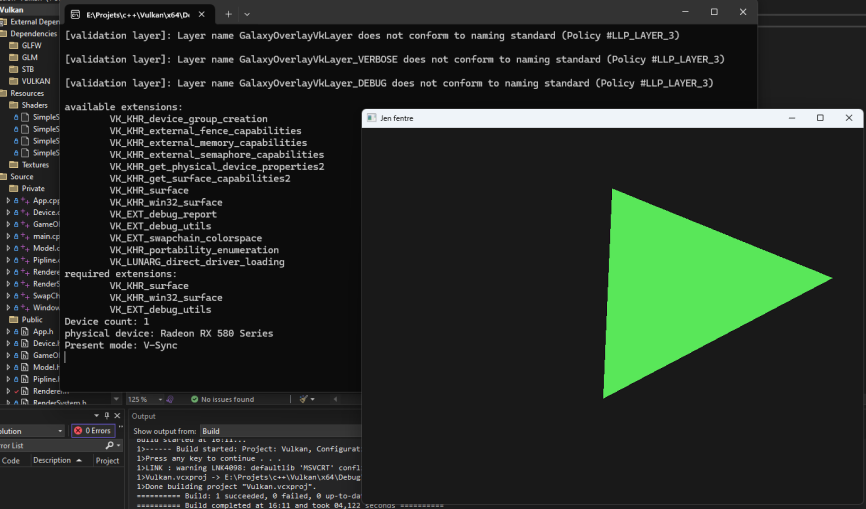 Vulkan
External Depen
Dependencies
GLFW
GLM
STB
VULKAN
Resources
Shaders
SimpleS
SimpleS
SimpleS
SimpleS
Textures
Source
Private
App.cpp
Device.c
GameO
main.cp
Model.c
Pipline.c
Rendere
RenderS
SwapCh
Window
Public
App.h
Device.h
GameO
Model.h
Pipline.h
Renderer.h
RenderSystem.h
E:\Projets\c++\Vulkan\x64\De
[validation layer]: Layer name GalaxyOverlayVkLayer does not conform to naming standard (Policy #LLP_LAYER_3)
[validation layer]: Layer name GalaxyOverlayVkLayer_VERBOSE does not conform to naming standard (Policy #LLP_LAYER_3)
[validation layer]: Layer name GalaxyOverlayVkLayer_DEBUG does not conform to naming standard (Policy #LLP_LAYER_3)
available extensions:
VK_KHR_device_group_creation
VK_KHR_external_fence_capabilities
VK_KHR_external_memory_capabilities
VK_KHR_external_semaphore_capabilities
VK_KHR_get_physical_device_properties2
VK_KHR_get_surface_capabilities2
VK_KHR_surface
VK_KHR_win32_surface
VK_EXT_debug_report
VK_EXT_debug_utils
VK_EXT_swapchain_colorspace
VK_KHR_portability_enumeration
VK_LUNARG_direct_driver_loading
required extensions:
VK_KHR_surface
VK_KHR_win32_surface
VK_EXT_debug_utils
Device count: 1
physical device: Radeon RX 580 Series
Present mode: V-Sync
Jen fentre
125 %
No issues found
olution
0 Errors
rror List
Code Description Project
Output
Show output from: Build
Build started at 16:11...
1>------ Build started: Project: Vulkan, Configurat
1>Press any key to continue . . .
1>LINK : warning LNK4098: defaultlib 'MSVCRT' confl
1>Vulkan.vcxproj -> E:\Projets\c++\Vulkan\x64\Debug
1>Done building project "Vulkan.vcxproj".
========== Build: 1 succeeded, 0 failed, 0 up-to-da
========== Build completed at 16:11 and took 04,122 seconds ==========